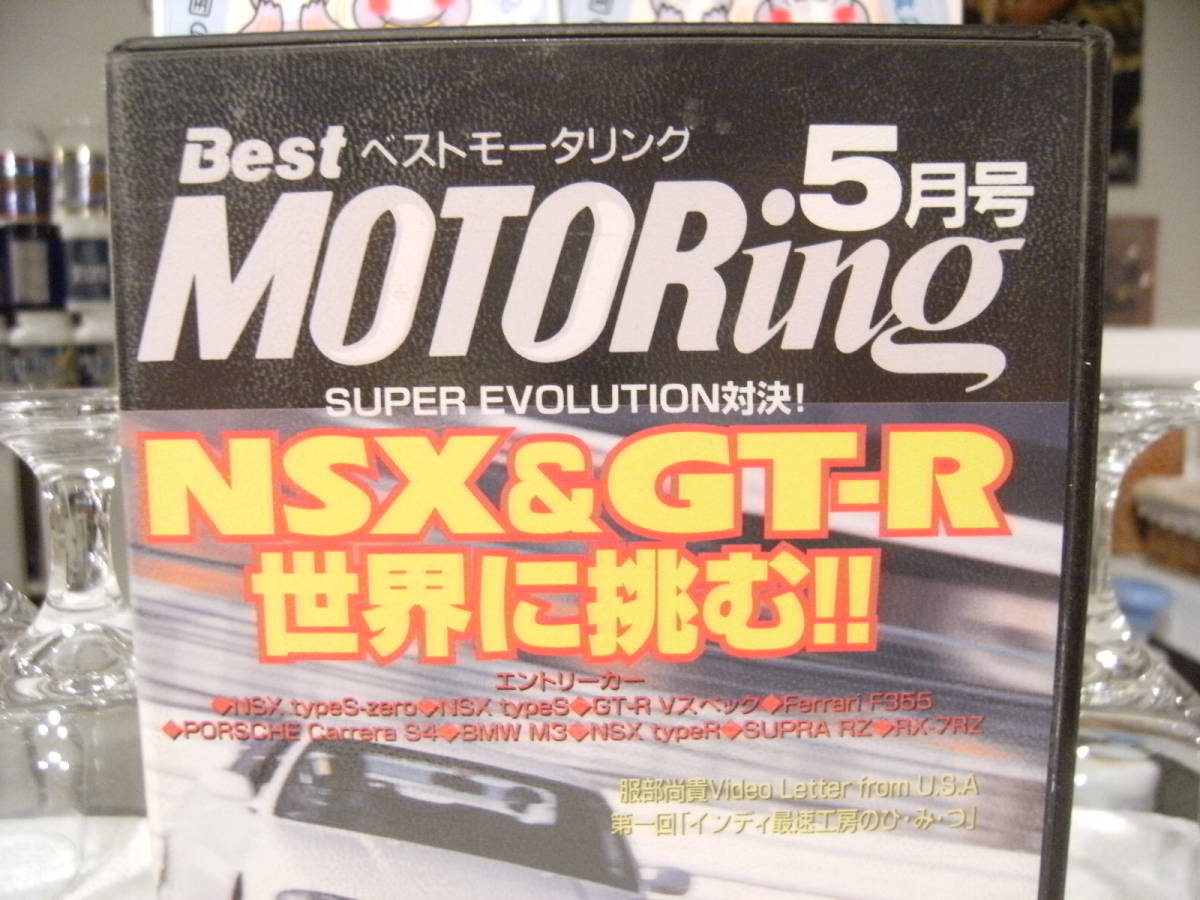 Best ベストモータリング
MOTORing
5月号
SUPER EVOLUTION対決!
NSX&GT-R
世界に挑む!!
エントリーカー
◆NSX typeS-zero◆NSX typeS◆GT-R Vスペック◆Ferrari F355
◆PORSCHE Carrera S4◆BMW M3◆NSX typeR◆SUPRA RZ◆RX-7RZ
服部尚貴Video Letter from U.S.A
第一回「インディ最速工房のひ・み・つ」